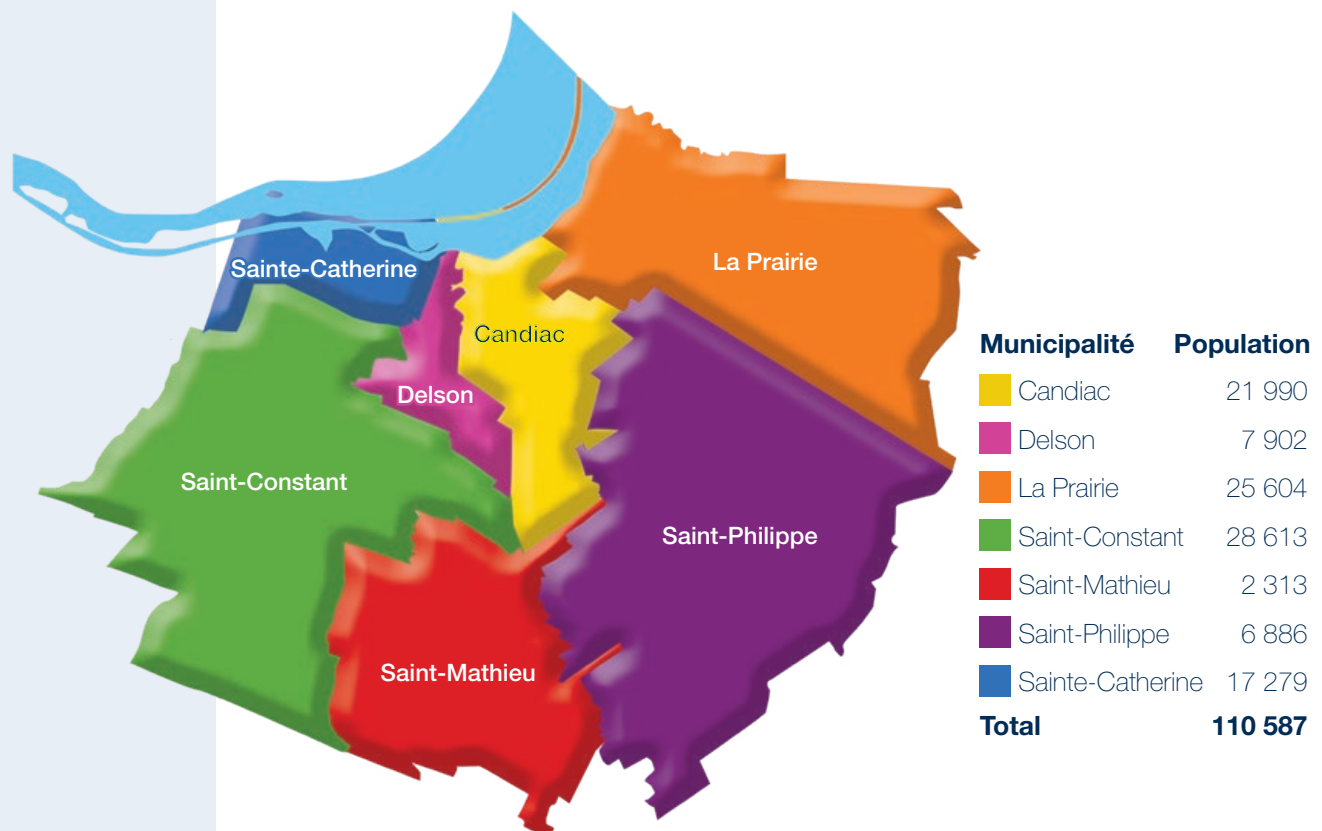 La Prairie
Sainte-Catherine
Candiac
Delson
Saint-Constant
Saint-Philippe
Saint-Mathieu
Municipalité Population
Candiac 21 990
Delson 7 902
La Prairie 25 604
Saint-Constant 28 613
Saint-Mathieu 2 313
Saint-Philippe 6 886
Sainte-Catherine 17 279
Total 110 587